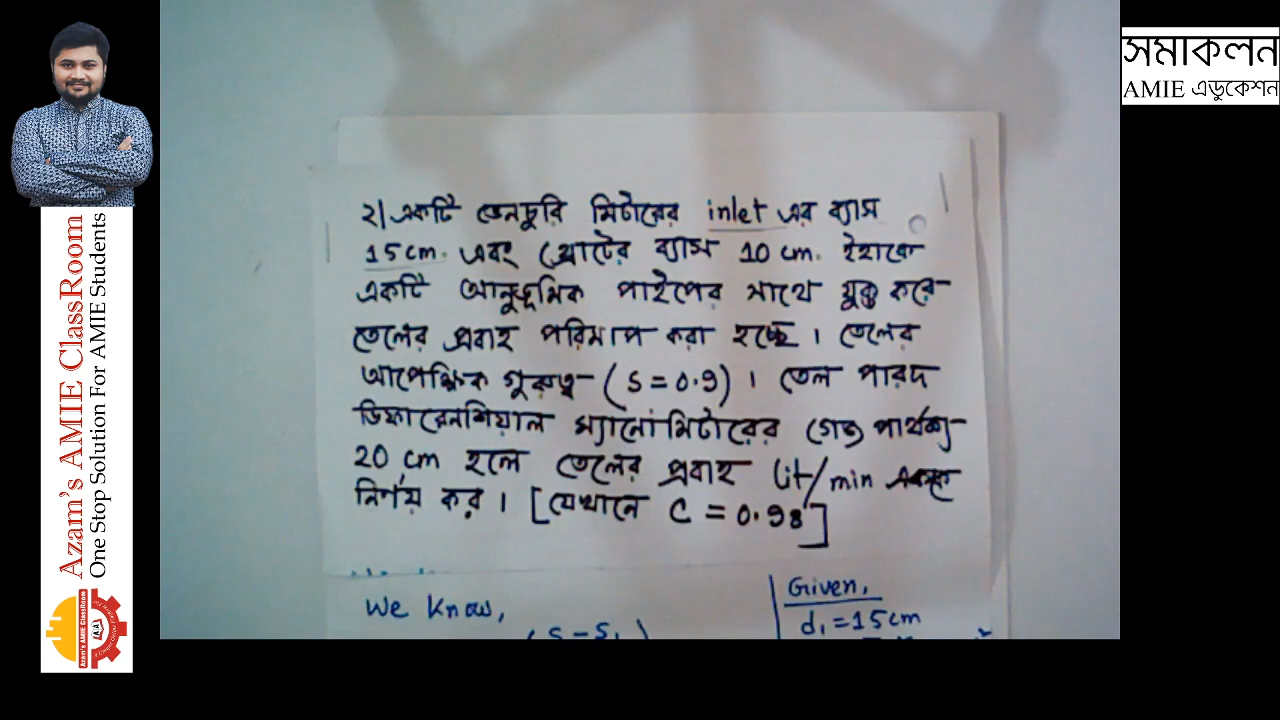 সমাকলন
AMIE এডুকেশন
Azam's AMIE ClassRoom
One Stop Solution For AMIE Students
২| একটি ভেনচুরি মিটারের inlet এর ব্যাস
15cm. এবং থ্রোটের ব্যাস 10 cm. ইহাকে
একটি আনুভূমিক পাইপের সাথে যুক্ত করে
তেলের প্রবাহ পরিমাপ করা হচ্ছে। তেলের
আপেক্ষিক গুরুত্ব (S = 0.9)। তেল পারদ
ডিফারেনশিয়াল ম্যানোমিটারের গেজ পার্থক্য
20 cm হলে তেলের প্রবাহ Lit/min এককে
নির্ণয় কর। [যেখানে C = 0.98]
We Know,
Given,
d₁ = 15cm